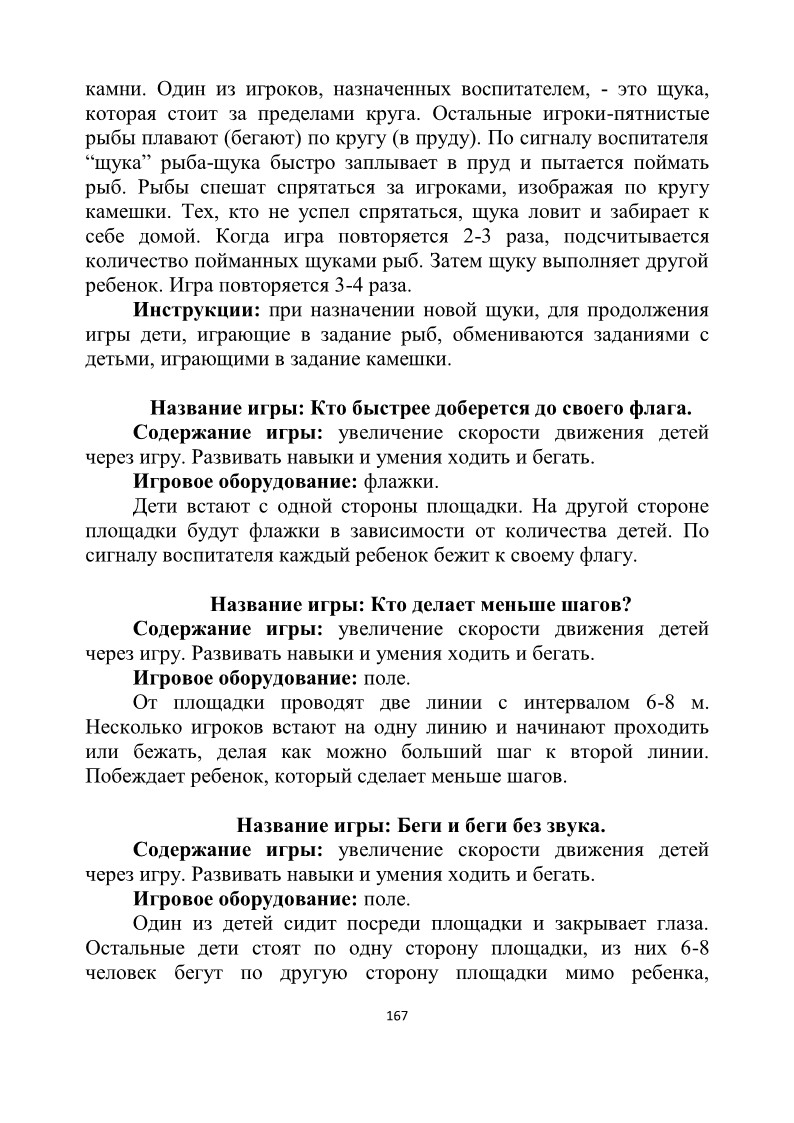 камни. Один из игроков, назначенных воспитателем, - это щука,
которая стоит за пределами круга. Остальные игроки-пятнистые
рыбы плавают (бегают) по кругу (в пруду). По сигналу воспитателя
“щука” рыба-щука быстро заплывает в пруд и пытается поймать
рыб. Рыбы спешат спрятаться за игроками, изображая по кругу
камешки. Тех, кто не успел спрятаться, щука ловит и забирает к
себе домой. Когда игра повторяется 2-3 раза, подсчитывается
количество пойманных щуками рыб. Затем щуку выполняет другой
ребенок. Игра повторяется 3-4 раза.
Инструкции: при назначении новой щуки, для продолжения
игры дети, играющие в задание рыб, обмениваются заданиями с
детьми, играющими в задание камешки.
Название игры: Кто быстрее доберется до своего флага.
Содержание игры: увеличение скорости движения детей
через игру. Развивать навыки и умения ходить и бегать.
Игровое оборудование: флажки.
Дети встают с одной стороны площадки. На другой стороне
площадки будут флажки в зависимости от количества детей. По
сигналу воспитателя каждый ребенок бежит к своему флагу.
Название игры: Кто делает меньше шагов?
Содержание игры: увеличение скорости движения детей
через игру. Развивать навыки и умения ходить и бегать.
Игровое оборудование: поле.
От площадки проводят две линии с интервалом 6-8 м.
Несколько игроков встают на одну линию и начинают проходить
или бежать, делая как можно больший шаг к второй линии.
Побеждает ребенок, который сделает меньше шагов.
Название игры: Беги и беги без звука.
Содержание игры: увеличение скорости движения детей
через игру. Развивать навыки и умения ходить и бегать.
Игровое оборудование: поле.
Один из детей сидит посреди площадки и закрывает глаза.
Остальные дети стоят по одну сторону площадки, из них 6-8
человек бегут по другую сторону площадки мимо ребенка,
167